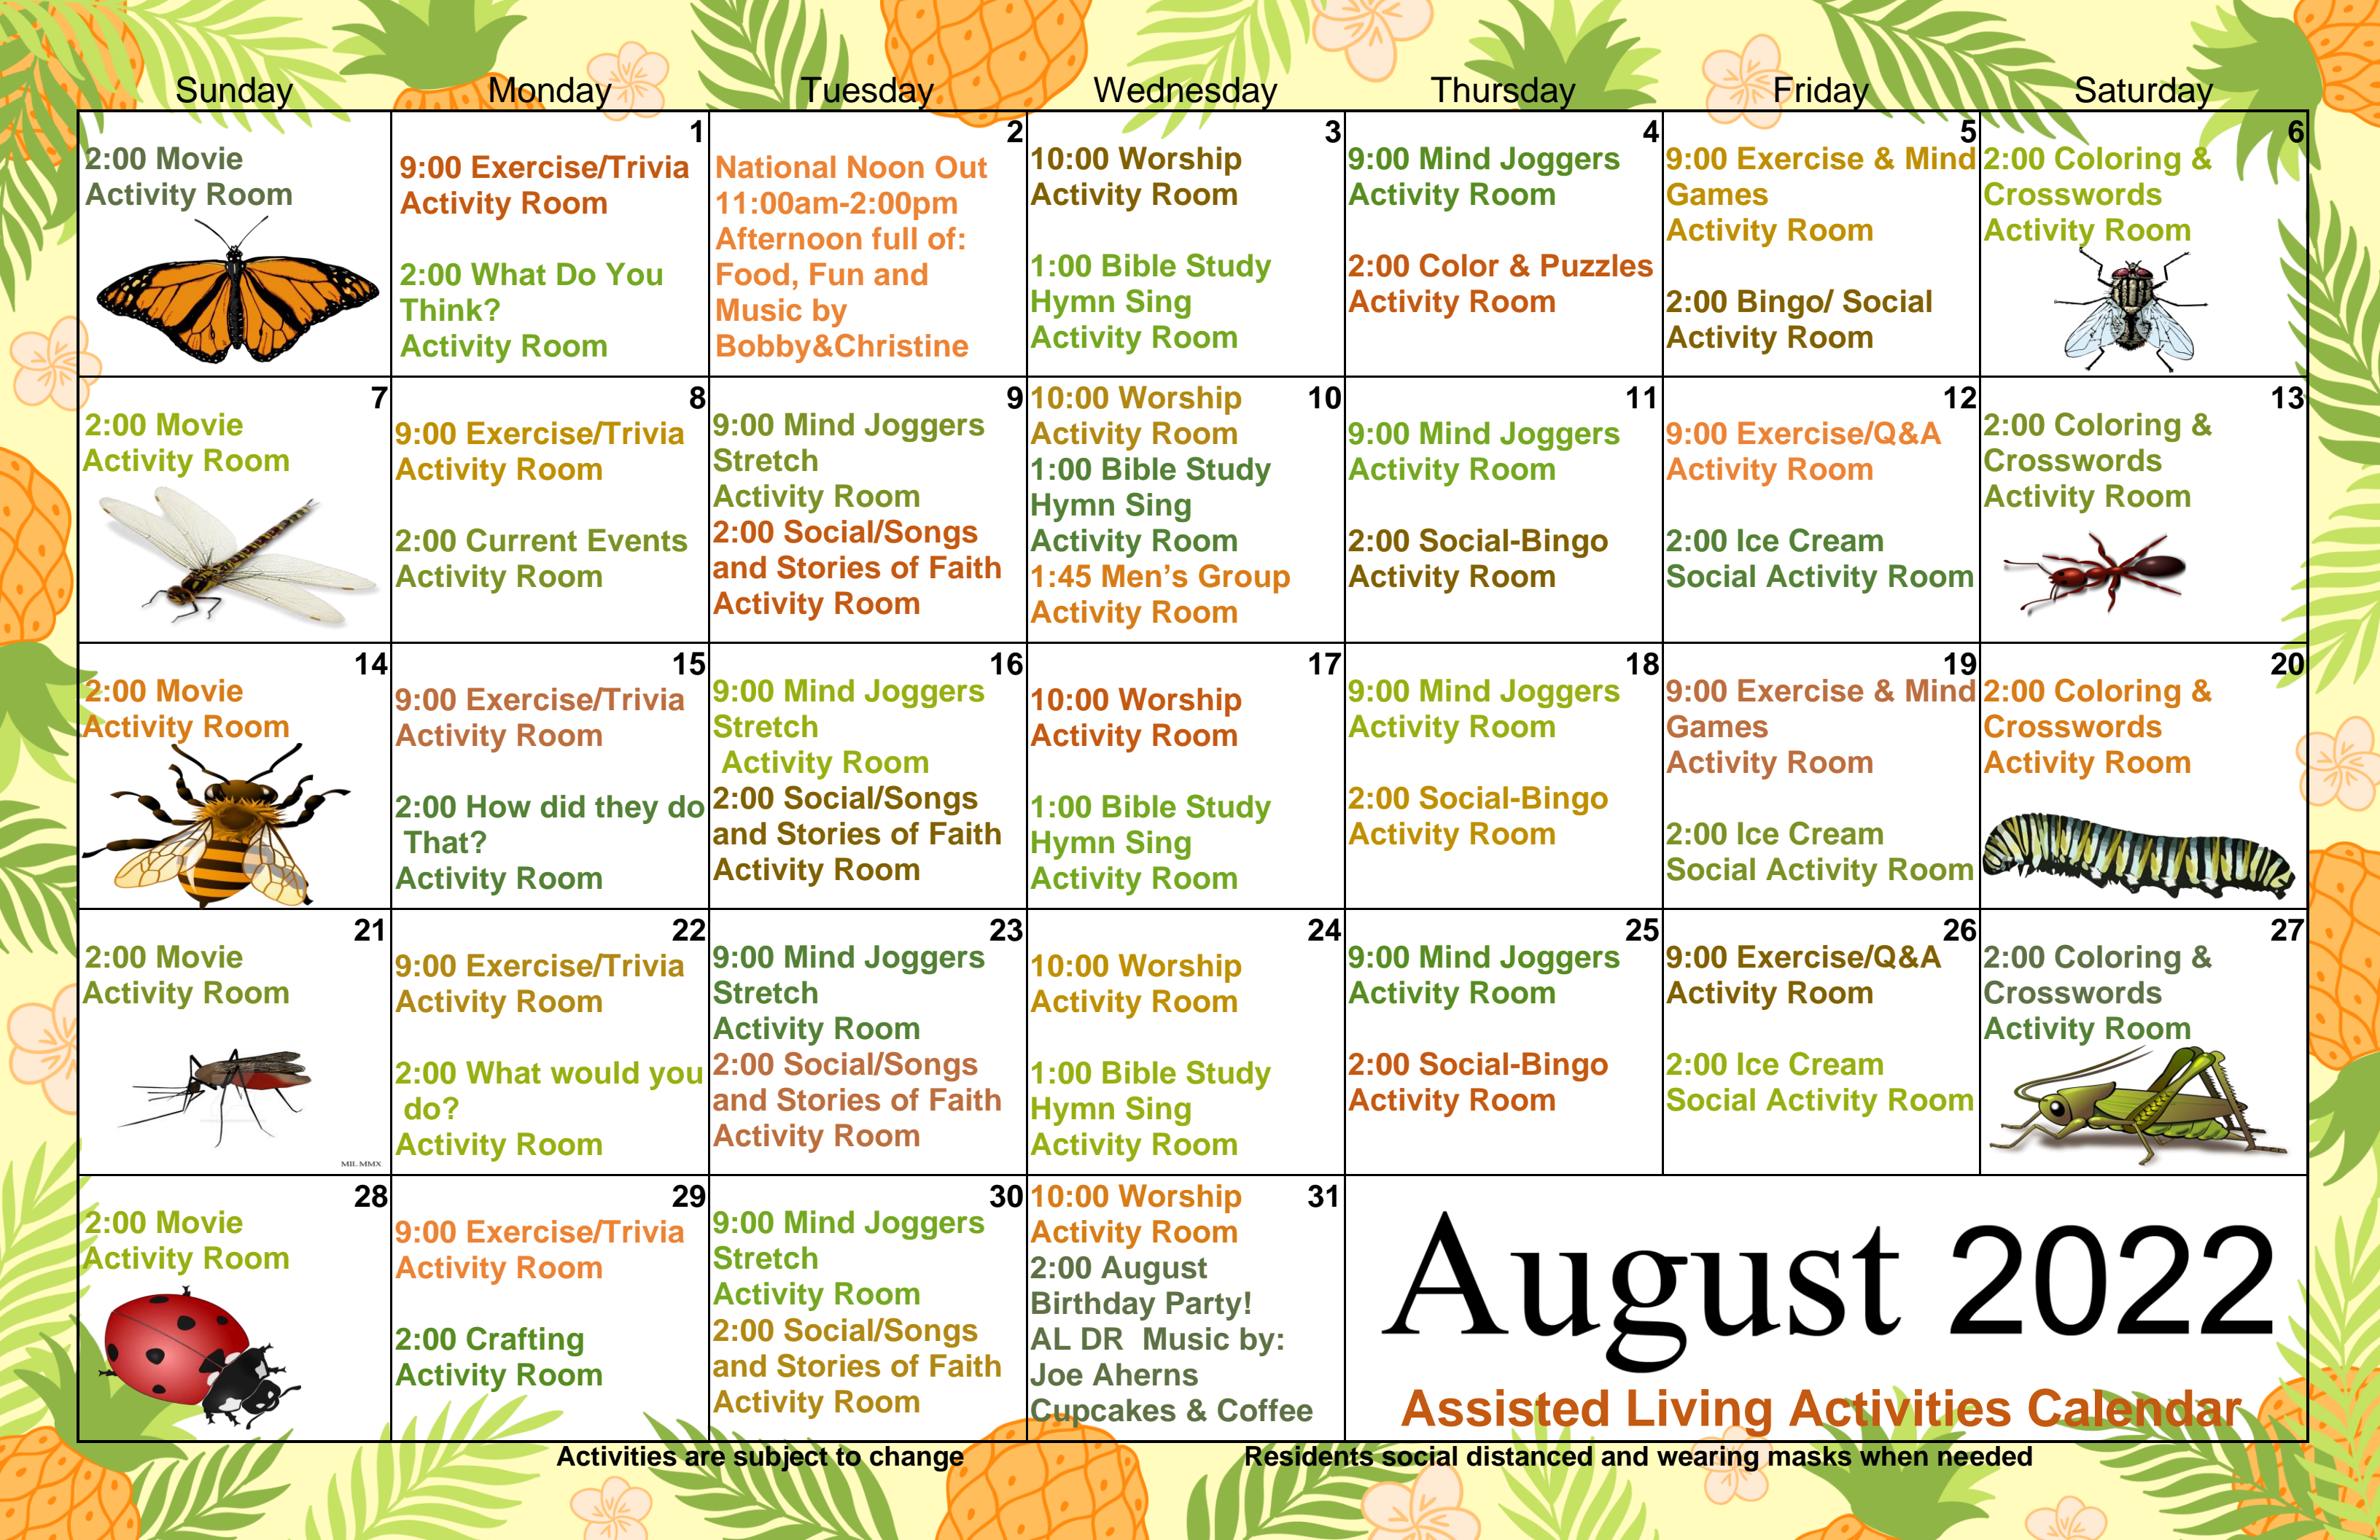 Sunday Monday Tuesday Wednesday Thursday Friday Saturday
2:00 Movie
Activity Room
1
9:00 Exercise/Trivia
Activity Room
2:00 What Do You
Think?
Activity Room
2
National Noon Out
11:00am-2:00pm
Afternoon full of:
Food, Fun and
Music by
Bobby&Christine
3
10:00 Worship
Activity Room
1:00 Bible Study
Hymn Sing
Activity Room
4
9:00 Mind Joggers
Activity Room
2:00 Color & Puzzles
Activity Room
5
9:00 Exercise & Mind
Games
Activity Room
2:00 Bingo/ Social
Activity Room
6
2:00 Coloring &
Crosswords
Activity Room
7
2:00 Movie
Activity Room
8
9:00 Exercise/Trivia
Activity Room
2:00 Current Events
Activity Room
9
9:00 Mind Joggers
Stretch
Activity Room
2:00 Social/Songs
and Stories of Faith
Activity Room
10:00 Worship 10
Activity Room
1:00 Bible Study
Hymn Sing
Activity Room
1:45 Men's Group
Activity Room
11
9:00 Mind Joggers
Activity Room
2:00 Social-Bingo
Activity Room
12
9:00 Exercise/Q&A
Activity Room
2:00 Ice Cream
Social Activity Room
13
2:00 Coloring &
Crosswords
Activity Room
14
2:00 Movie
Activity Room
15
9:00 Exercise/Trivia
Activity Room
2:00 How did they do
That?
Activity Room
16
9:00 Mind Joggers
Stretch
Activity Room
2:00 Social/Songs
and Stories of Faith
Activity Room
17
10:00 Worship
Activity Room
1:00 Bible Study
Hymn Sing
Activity Room
18
9:00 Mind Joggers
Activity Room
2:00 Social-Bingo
Activity Room
19
9:00 Exercise & Mind
Games
Activity Room
2:00 Ice Cream
Social Activity Room
20
2:00 Coloring &
Crosswords
Activity Room
21
2:00 Movie
Activity Room
MIL MMX
22
9:00 Exercise/Trivia
Activity Room
2:00 What would you
do?
Activity Room
23
9:00 Mind Joggers
Stretch
Activity Room
2:00 Social/Songs
and Stories of Faith
Activity Room
24
10:00 Worship
Activity Room
1:00 Bible Study
Hymn Sing
Activity Room
25
9:00 Mind Joggers
Activity Room
2:00 Social-Bingo
Activity Room
26
9:00 Exercise/Q&A
Activity Room
2:00 Ice Cream
Social Activity Room
27
2:00 Coloring &
Crosswords
Activity Room
28
2:00 Movie
Activity Room
29
9:00 Exercise/Trivia
Activity Room
2:00 Crafting
Activity Room
30
9:00 Mind Joggers
Stretch
Activity Room
2:00 Social/Songs
and Stories of Faith
Activity Room
10:00 Worship 31
Activity Room
2:00 August
Birthday Party!
AL DR Music by:
Joe Aherns
Cupcakes & Coffee
August 2022
Assisted Living Activities Calendar
Activities are subject to change
Residents social distanced and wearing masks when needed